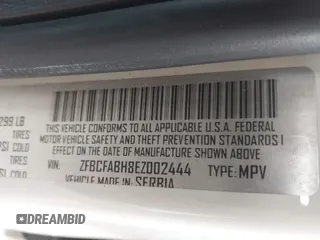 299 LB
TIRES
PSI COLD
TIRES
SI COLD
THIS VEHICLE CONFORMS TO ALL APPLICABLE U.S.A. FEDERAL
MOTOR VEHICLE SAFETY AND THEFT PREVENTION STANDARDS I
EFFECT ON THE DATE OF MANUFACTURE SHOWN ABOVE.
VIN: ZFBCFABH8EZ002444 TYPE: MPV
VEHICLE MADE IN SERBIA
DREAMBID